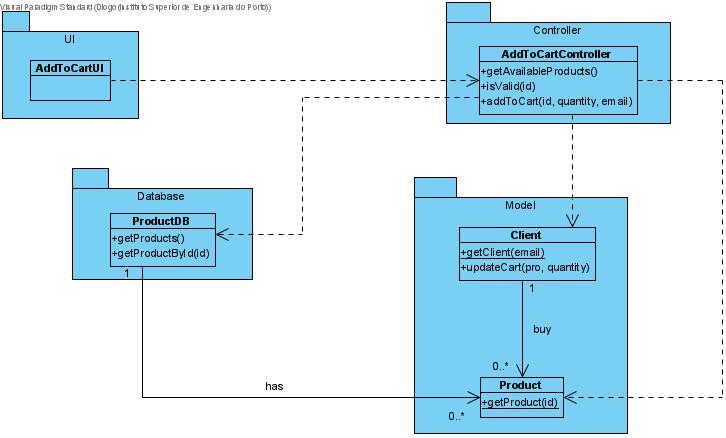 Visual Paradigm Standard (Diogo (Instituto Superior de Engenharia do Porto))
UI
AddToCartUI
Controller
AddToCartController
+getAvailableProducts()
+isValid(id)
+addToCart(id, quantity, email)
Database
ProductDB
+getProducts()
+getProductById(id)
1
Model
Client
+getClient(email)
+updateCart(pro, quantity)
1
buy
0..*
has
Product
+getProduct(id)
0..*